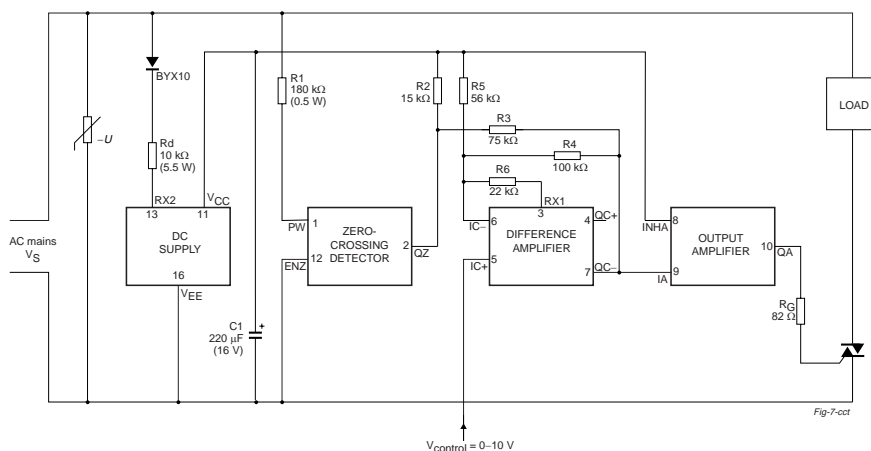 BYX10
R1
180 kΩ
(0.5 W)
R2
15 kΩ
R5
56 kΩ
LOAD
–U
Rd
10 kΩ
(5.5 W)
R3
75 kΩ
R4
100 kΩ
R6
22 kΩ
RX2
VCC
13
11
DC
SUPPLY
16
VEE
AC mains
VS
PW
1
ZERO-
CROSSING
DETECTOR
2
QZ
12
ENZ
RX1
3
IC–
6
4
QC+
DIFFERENCE
AMPLIFIER
IC+
5
7
QC–
INHA
8
OUTPUT
AMPLIFIER
10
QA
9
IA
C1
220 μF
(16 V)
+
RG
82 Ω
Fig-7-cct
Vcontrol = 0–10 V